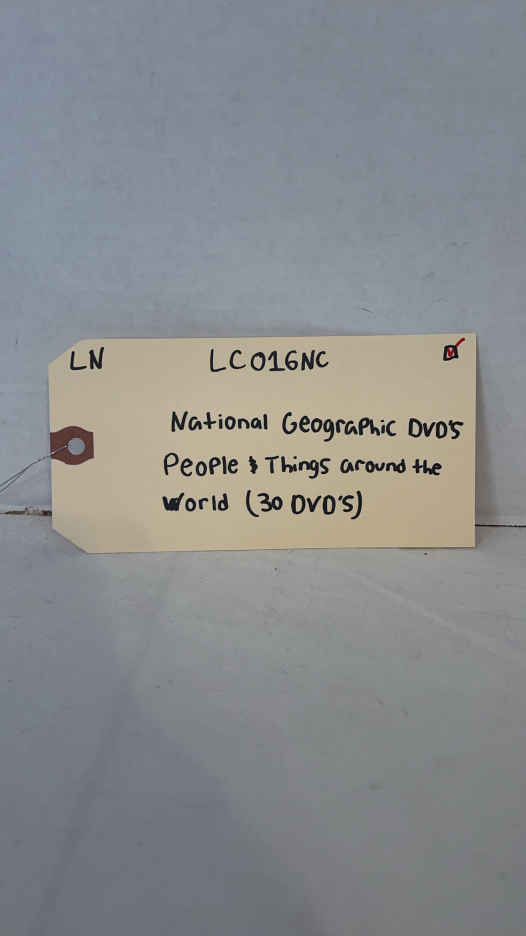 LN LC016NC
National Geographic DVD'S
People & Things around the
World (30 DVD'S)